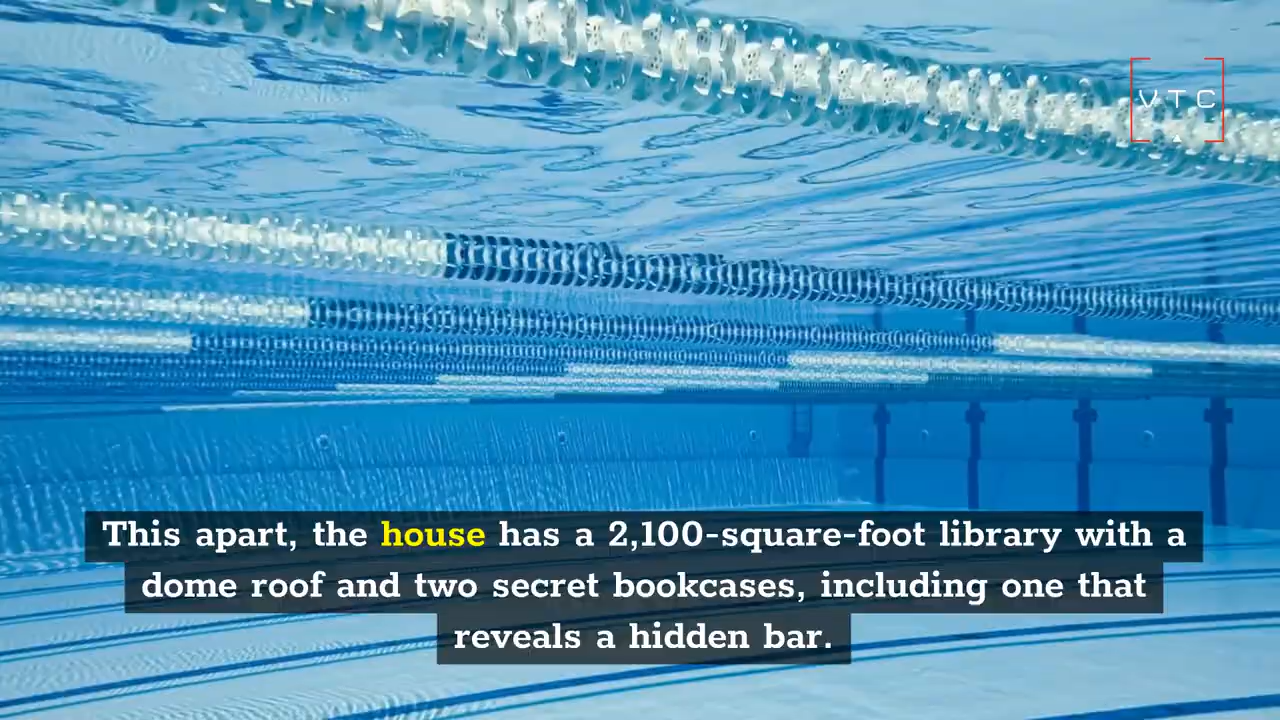 VTC
This apart, the house has a 2,100-square-foot library with a
dome roof and two secret bookcases, including one that
reveals a hidden bar.